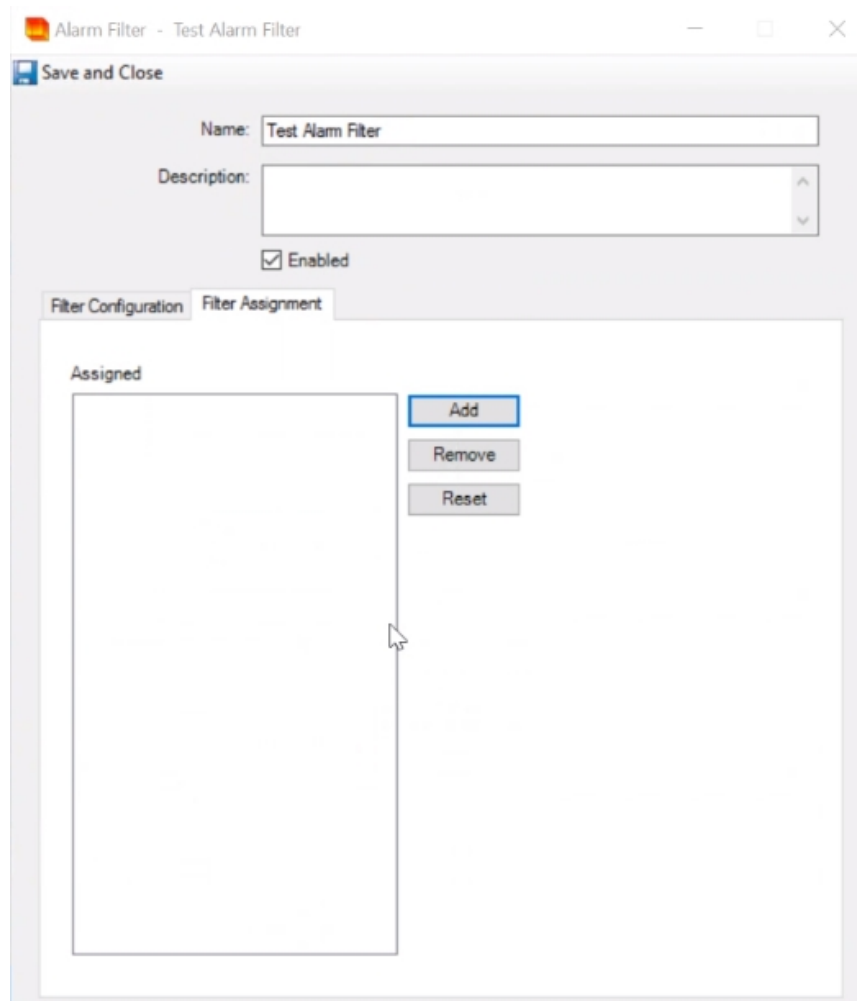 Alarm Filter - Test Alarm Filter
Save and Close
Name: Test Alarm Filter
Description:
Enabled
Filter Configuration Filter Assignment
Assigned
Add
Remove
Reset